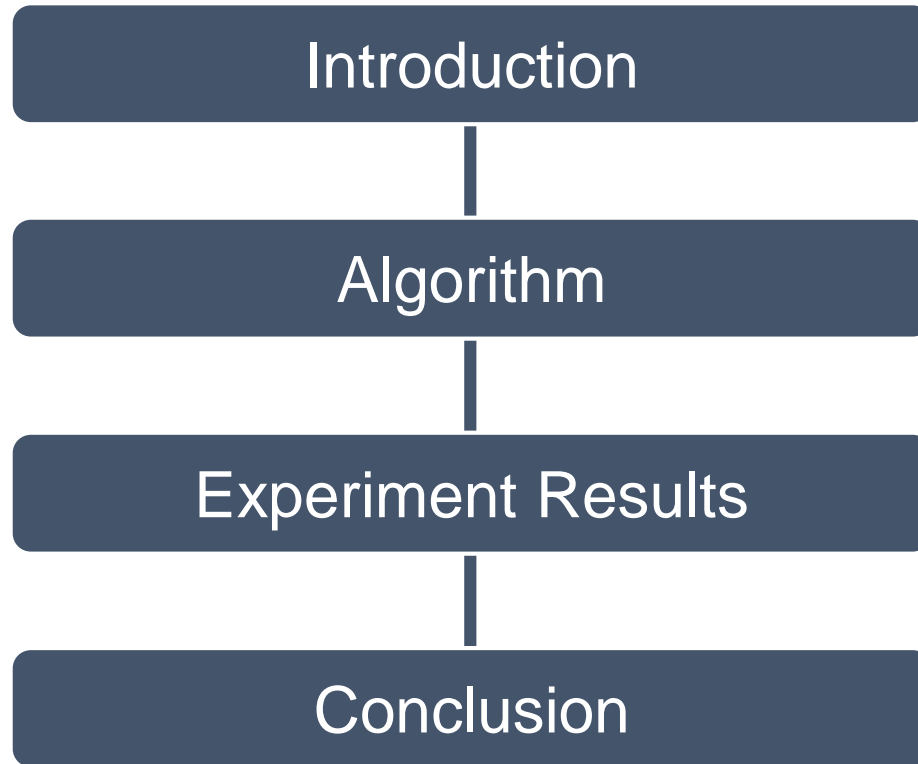 Introduction
Algorithm
Experiment Results
Conclusion